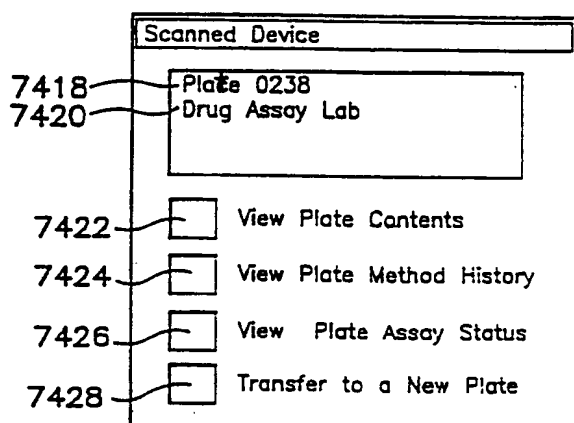 Scanned Device
7418 Plate 0238
7420 Drug Assay Lab
7422 View Plate Contents
7424 View Plate Method History
7426 View Plate Assay Status
7428 Transfer to a New Plate